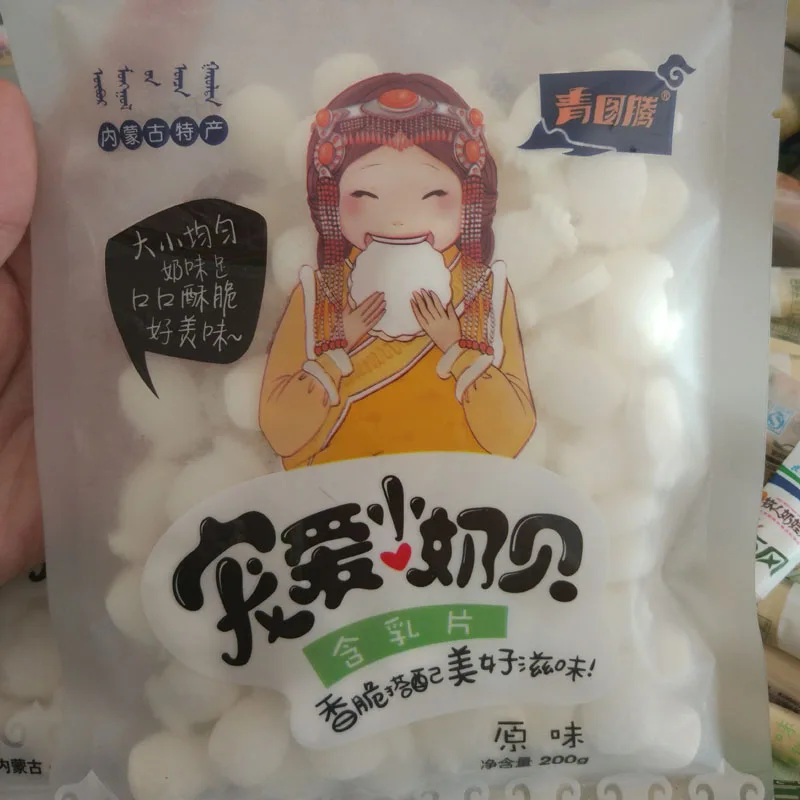 内蒙古特产
青图腾®
大小均匀
奶味足
口口酥脆
好美味~
宠爱小奶贝
含乳片
香脆搭配美好滋味!
原味
净含量 200g
内蒙古